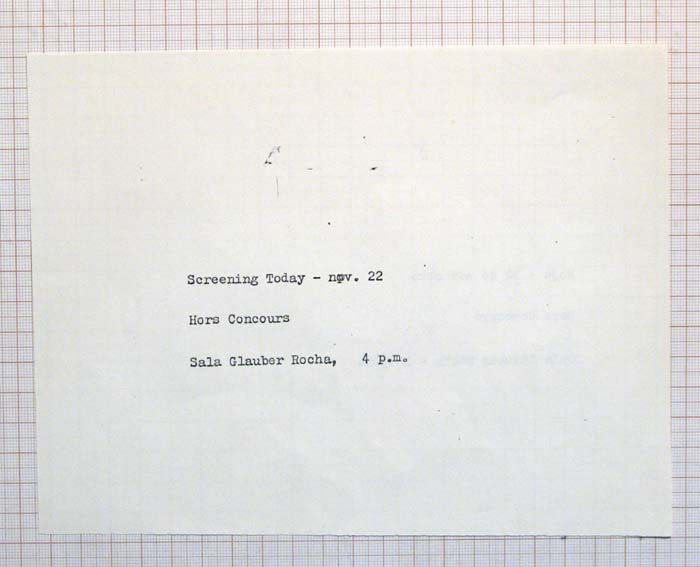 Screening Today - nov. 22
Hors Concours
Sala Glauber Rocha, 4 p.m.